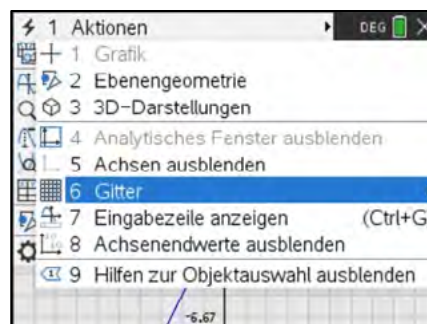 1 Aktionen DEG
1 Grafik
2 Ebenengeometrie
3 3D-Darstellungen
4 Analytisches Fenster ausblenden
5 Achsen ausblenden
6 Gitter
7 Eingabezeile anzeigen (Ctrl+G
8 Achsenendwerte ausblenden
9 Hilfen zur Objektauswahl ausblenden
-6.67